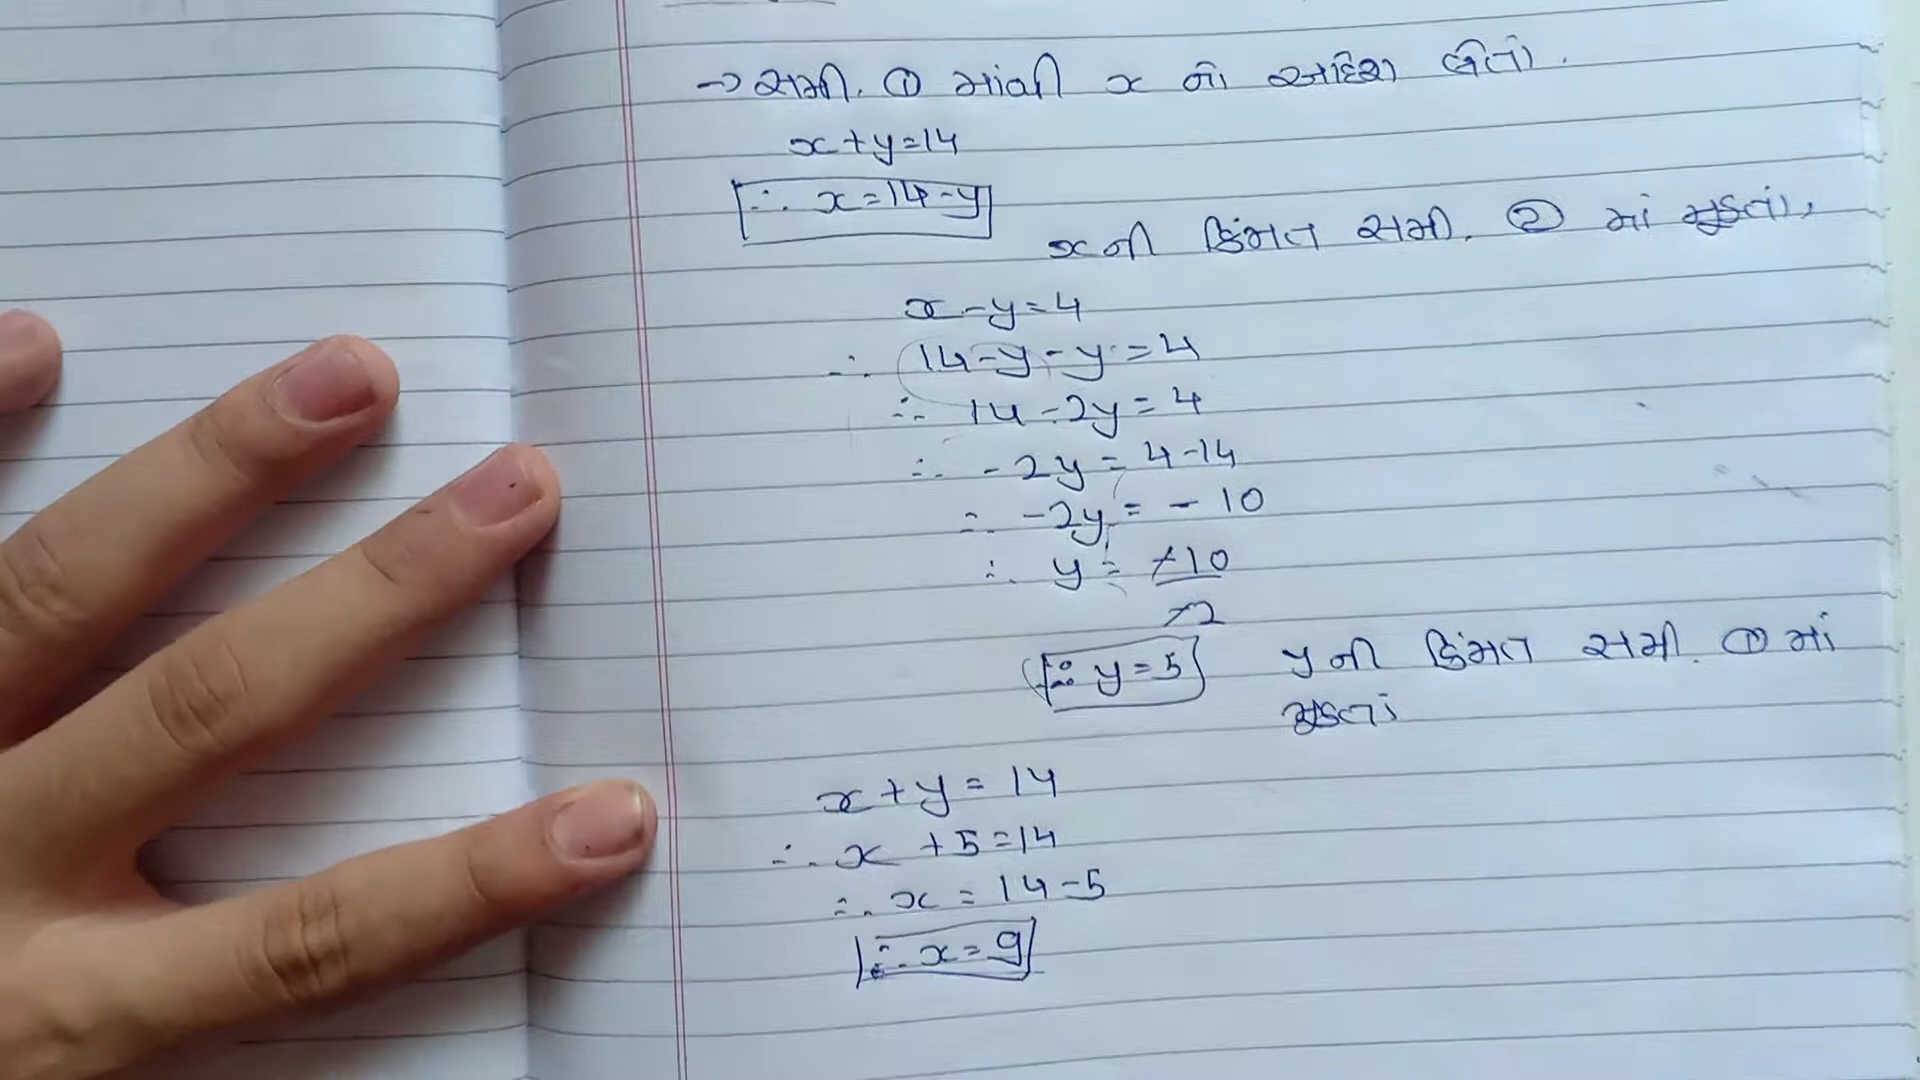 → સમી. ① માંથી x નો આદેશ લેતાં.
x + y = 14
∴ x = 14 - y
x ની કિંમત સમી. ② માં મુકતાં,
x - y = 4
∴ 14 - y - y = 4
∴ 14 - 2y = 4
∴ - 2y = 4 - 14
∴ - 2y = - 10
∴ y = -10
-2
∴ y = 5 y ની કિંમત સમી. ① માં
મુકતાં
x + y = 14
∴ x + 5 = 14
∴ x = 14 - 5
∴ x = 9